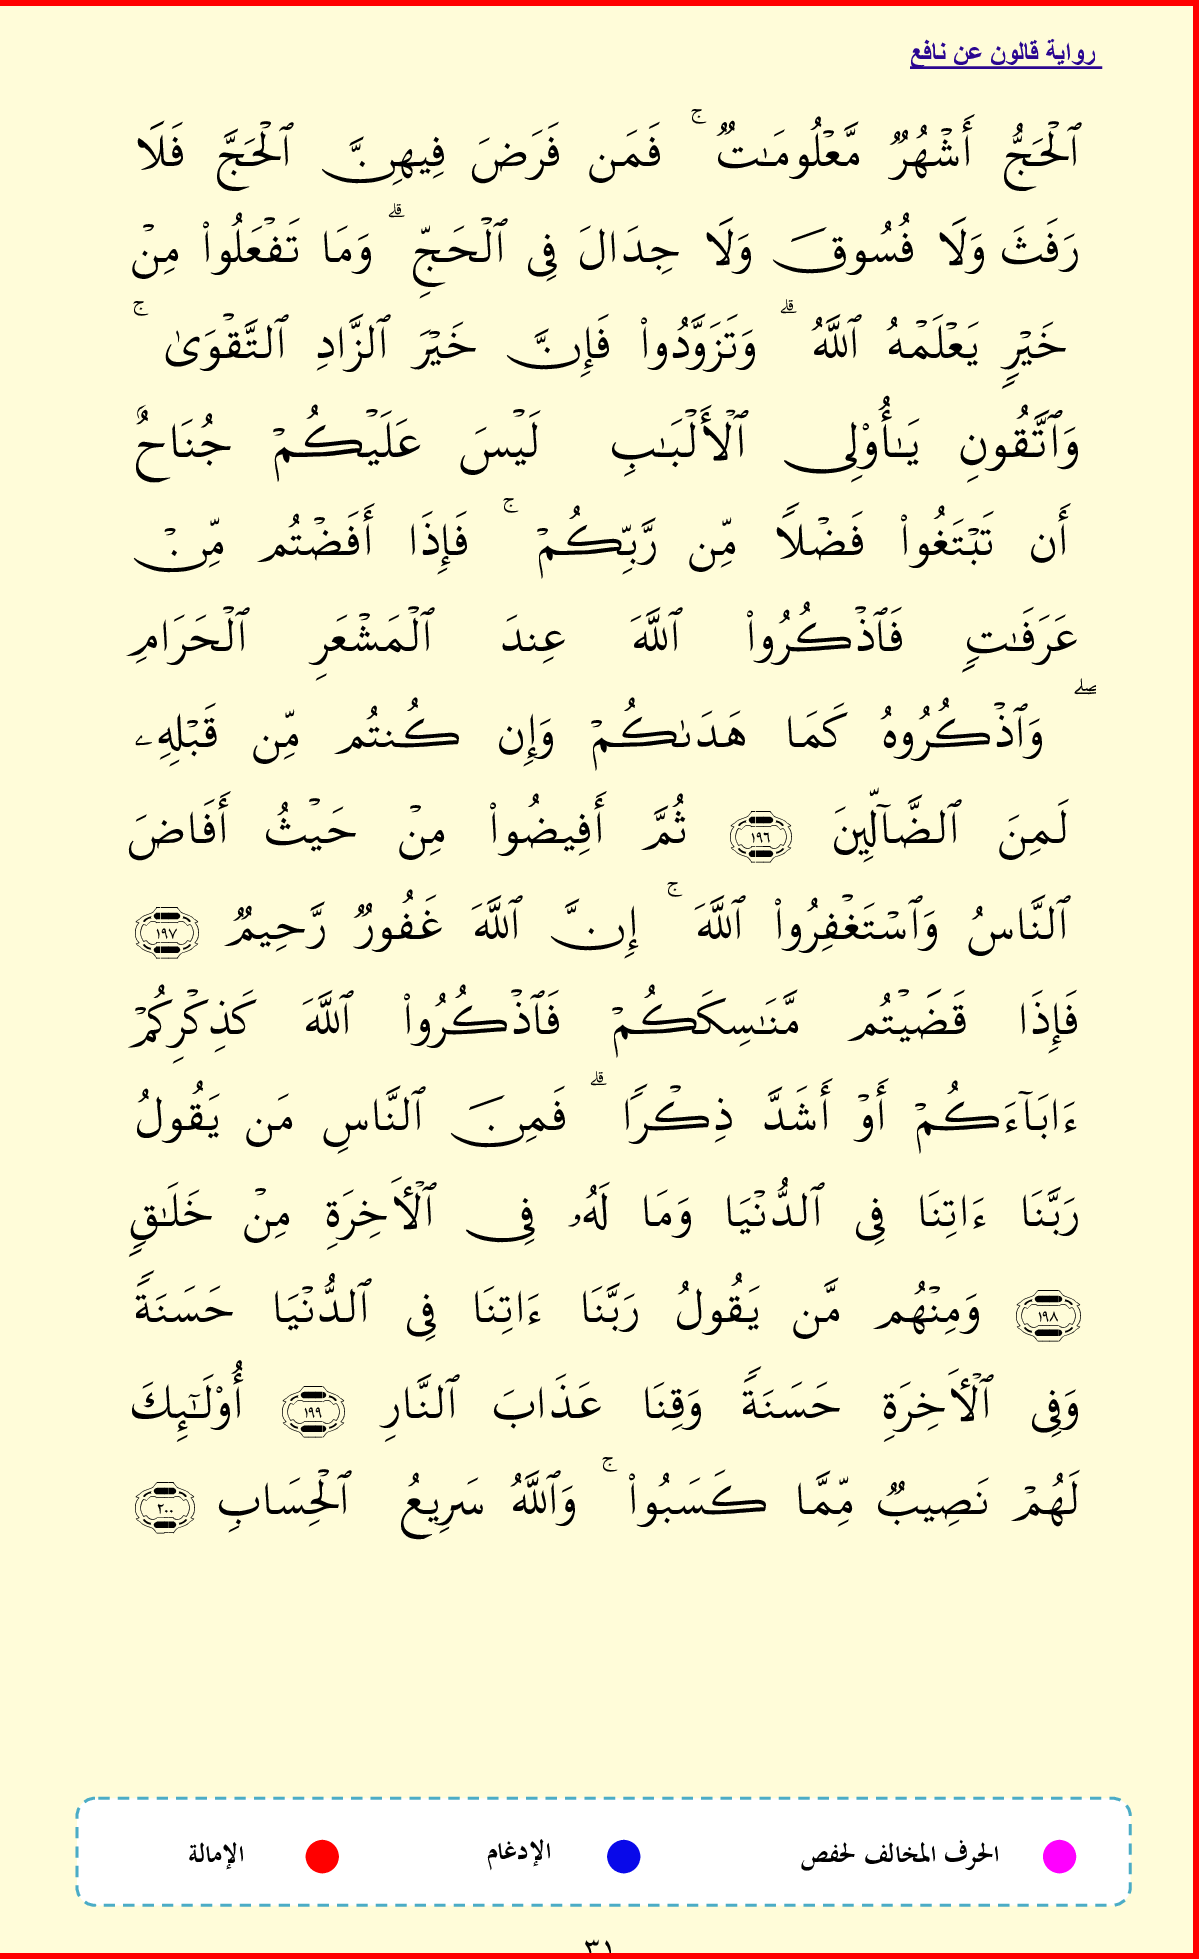 رواية قالون عن نافع
ٱلْحَجُّ أَشْهُرٌ مَّعْلُومَـٰتٌ ۚ فَمَن فَرَضَ فِيهِنَّ ٱلْحَجَّ فَلَا
رَفَثَ وَلَا فُسُوقَ وَلَا جِدَالَ فِى ٱلْحَجِّ ۗ وَمَا تَفْعَلُوا۟ مِنْ
خَيْرٍ يَعْلَمْهُ ٱللَّهُ ۗ وَتَزَوَّدُوا۟ فَإِنَّ خَيْرَ ٱلزَّادِ ٱلتَّقْوَىٰ ۚ
وَٱتَّقُونِ يَـٰأُو۟لِى ٱلْأَلْبَـٰبِ لَيْسَ عَلَيْكُمْ جُنَاحٌ
أَن تَبْتَغُوا۟ فَضْلًا مِّن رَّبِّكُمْ ۚ فَإِذَا أَفَضْتُم مِّنْ
عَرَفَـٰتٍ فَٱذْكُرُوا۟ ٱللَّهَ عِندَ ٱلْمَشْعَرِ ٱلْحَرَامِ
ۖ وَٱذْكُرُوهُ كَمَا هَدَىٰكُمْ وَإِن كُنتُم مِّن قَبْلِهِۦ
لَمِنَ ٱلضَّآلِّينَ ١٩٦ ثُمَّ أَفِيضُوا۟ مِنْ حَيْثُ أَفَاضَ
ٱلنَّاسُ وَٱسْتَغْفِرُوا۟ ٱللَّهَ ۚ إِنَّ ٱللَّهَ غَفُورٌ رَّحِيمٌ ١٩٧
فَإِذَا قَضَيْتُم مَّنَـٰسِكَكُمْ فَٱذْكُرُوا۟ ٱللَّهَ كَذِكْرِكُمْ
ءَابَآءَكُمْ أَوْ أَشَدَّ ذِكْرًا ۗ فَمِنَ ٱلنَّاسِ مَن يَقُولُ
رَبَّنَا ءَاتِنَا فِى ٱلدُّنْيَا وَمَا لَهُۥ فِى ٱلْأَخِرَةِ مِنْ خَلَـٰقٍ
١٩٨ وَمِنْهُم مَّن يَقُولُ رَبَّنَا ءَاتِنَا فِى ٱلدُّنْيَا حَسَنَةً
وَفِى ٱلْأَخِرَةِ حَسَنَةً وَقِنَا عَذَابَ ٱلنَّارِ ١٩٩ أُو۟لَـٰٓئِكَ
لَهُمْ نَصِيبٌ مِّمَّا كَسَبُوا۟ ۚ وَٱللَّهُ سَرِيعُ ٱلْحِسَابِ ٢٠٠
الحرف المخالف لحفص الإدغام الإمالة
٣١